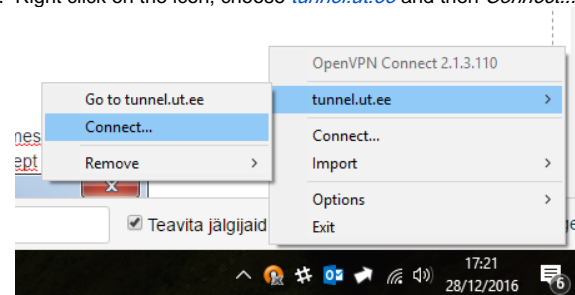 Right click on the icon, choose tunnel.ut.ee and then Connect...
OpenVPN Connect 2.1.3.110
tunnel.ut.ee
Connect...
Import
Options
Exit
Go to tunnel.ut.ee
Connect...
Remove
Teavita jälgijaid
17:21
28/12/2016
6